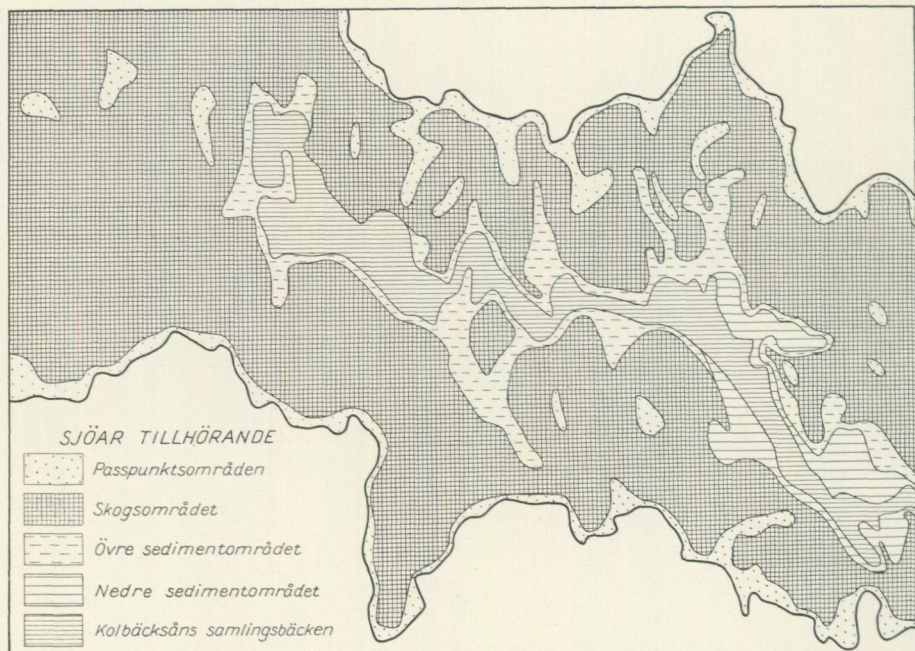 SJÖAR TILLHÖRANDE
Passpunktsområden
Skogsområdet
Övre sedimentområdet
Nedre sedimentområdet
Kolbäcksåns samlingsbäcken